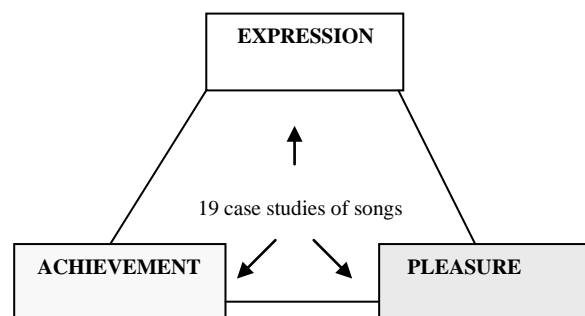 EXPRESSION
19 case studies of songs
ACHIEVEMENT
PLEASURE